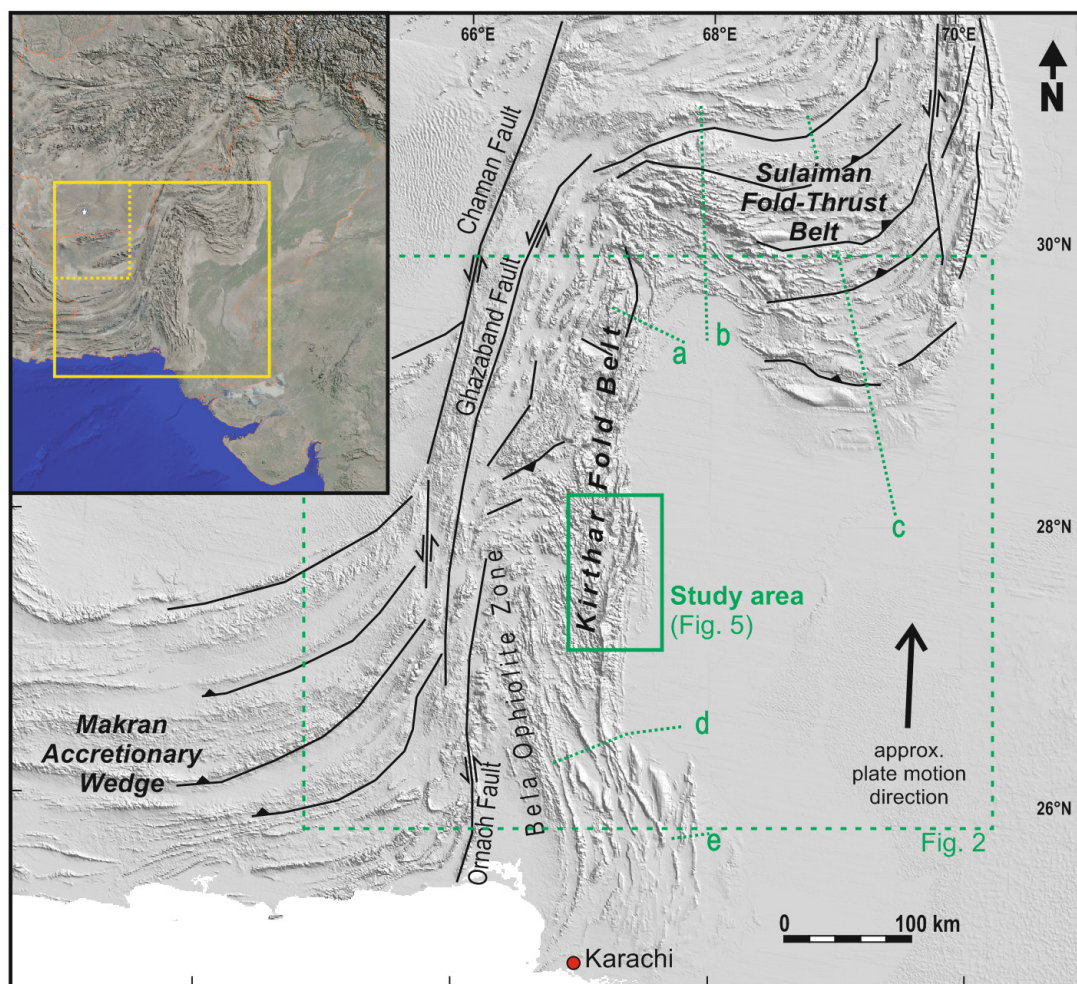 66°E
68°E
70°E
N
Chaman Fault
Ghazaband Fault
Sulaiman
Fold-Thrust
Belt
30°N
a
b
c
Kirthar Fold Belt
28°N
Study area
(Fig. 5)
Bela Ophiolite Zone
Makran
Accretionary
Wedge
Ornach Fault
d
approx.
plate motion
direction
26°N
e
Fig. 2
0
100 km
Karachi